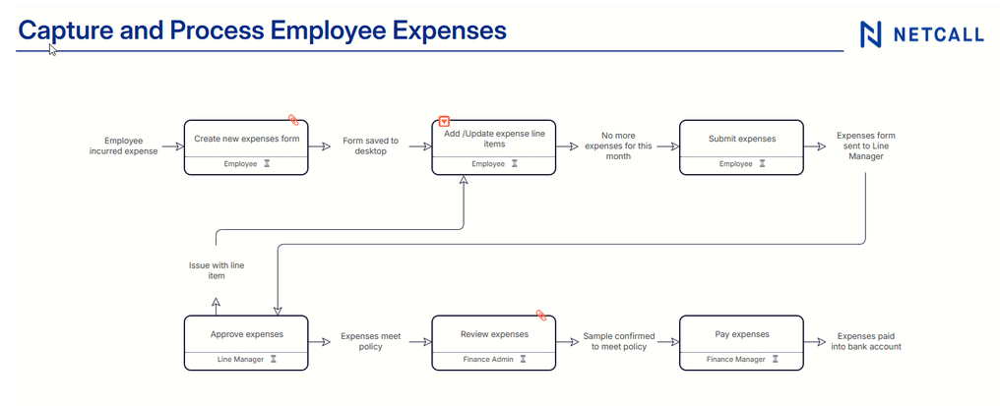 Capture and Process Employee Expenses
NETCALL
Employee
incurred expense
Create new expenses form
Employee
Form saved to
desktop
Add /Update expense line
items
Employee
No more
expenses for this
month
Submit expenses
Employee
Expenses form
sent to Line
Manager
Issue with line
item
Approve expenses
Line Manager
Expenses meet
policy
Review expenses
Finance Admin
Sample confirmed
to meet policy
Pay expenses
Finance Manager
Expenses paid
into bank account